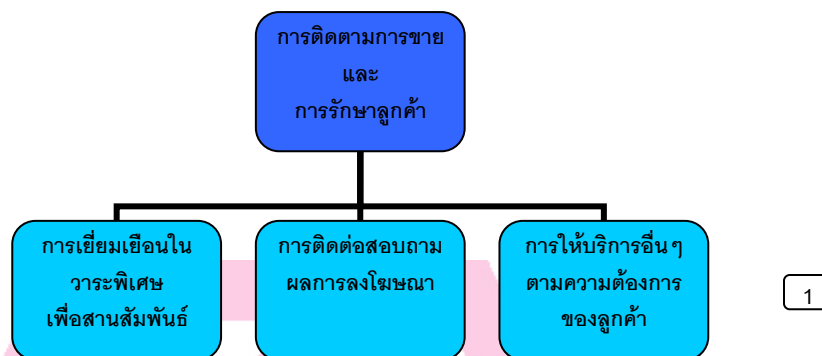 การติดตามการขาย
และ
การรักษาลูกค้า
การเยี่ยมเยือนใน
วาระพิเศษ
เพื่อสานสัมพันธ์
การติดต่อสอบถาม
ผลการลงโฆษณา
การให้บริการอื่นๆ
ตามความต้องการ
ของลูกค้า
1